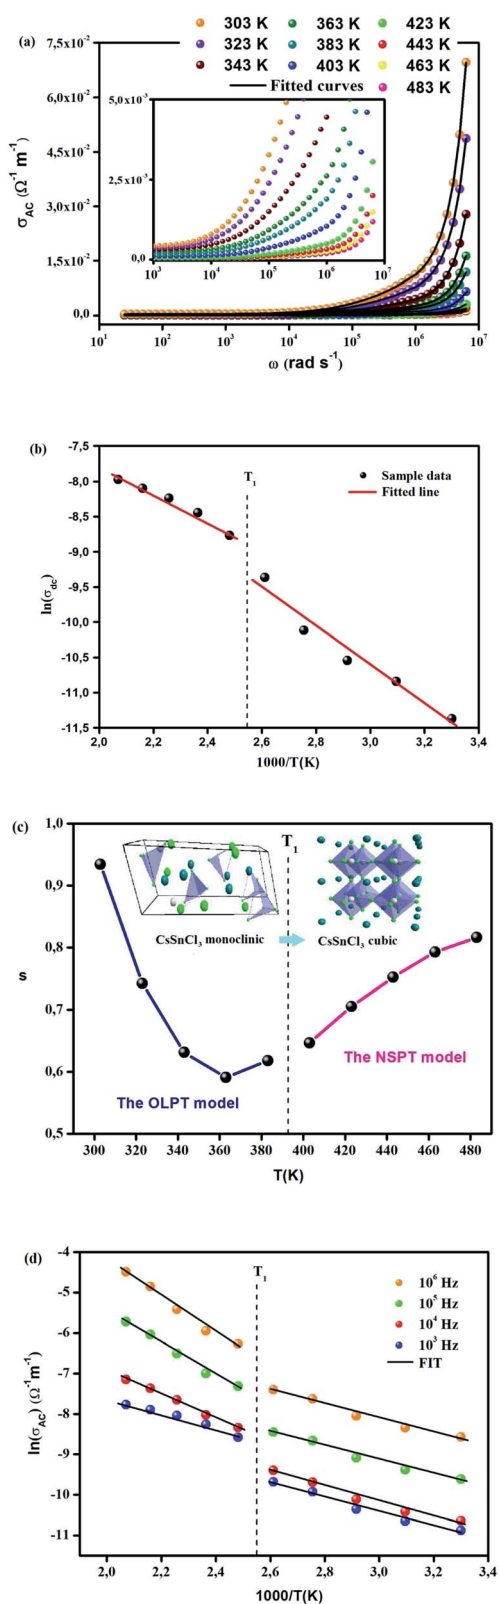 (a)
303 K 363 K 423 K
323 K 383 K 443 K
343 K 403 K 463 K
Fitted curves 483 K
σAC (Ω⁻¹ m⁻¹)
7,5x10⁻²
6,0x10⁻²
4,5x10⁻²
3,0x10⁻²
1,5x10⁻²
0,0
5,0x10⁻³
2,5x10⁻³
0,0
10³ 10⁴ 10⁵ 10⁶ 10⁷
10¹ 10² 10³ 10⁴ 10⁵ 10⁶ 10⁷
ω (rad s⁻¹)
(b)
ln(σdc)
-7,5
-8,0
-8,5
-9,0
-9,5
-10,0
-10,5
-11,0
-11,5
T1
Sample data
Fitted line
2,0 2,2 2,4 2,6 2,8 3,0 3,2 3,4
1000/T(K)
(c)
s
1,0
0,9
0,8
0,7
0,6
0,5
T1
CsSnCl3 monoclinic
CsSnCl3 cubic
The OLPT model
The NSPT model
300 320 340 360 380 400 420 440 460 480
T(K)
(d)
ln(σAC) (Ω⁻¹m⁻¹)
-4
-5
-6
-7
-8
-9
-10
-11
T1
10⁶ Hz
10⁵ Hz
10⁴ Hz
10³ Hz
FIT
2,0 2,2 2,4 2,6 2,8 3,0 3,2 3,4
1000/T(K)